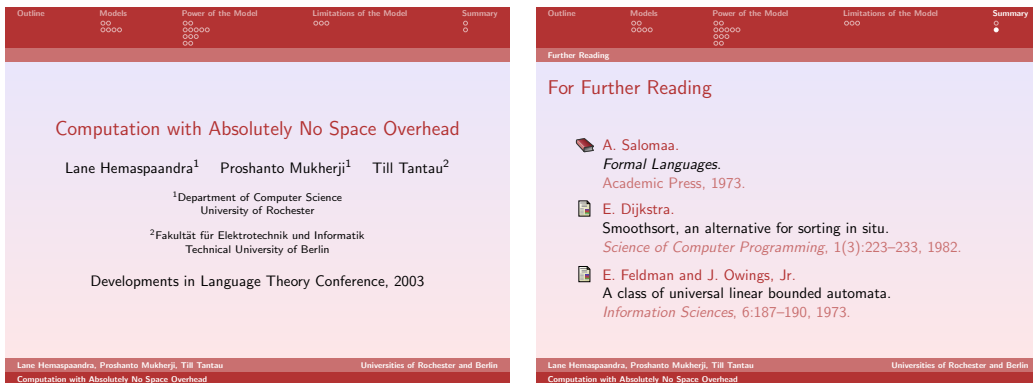 Outline Models Power of the Model Limitations of the Model Summary
Computation with Absolutely No Space Overhead
Lane Hemaspaandra1 Proshanto Mukherji1 Till Tantau2
1Department of Computer Science
University of Rochester
2Fakultät für Elektrotechnik und Informatik
Technical University of Berlin
Developments in Language Theory Conference, 2003
Lane Hemaspaandra, Proshanto Mukherji, Till Tantau Universities of Rochester and Berlin
Computation with Absolutely No Space Overhead
Outline Models Power of the Model Limitations of the Model Summary
Further Reading
For Further Reading
A. Salomaa.
Formal Languages.
Academic Press, 1973.
E. Dijkstra.
Smoothsort, an alternative for sorting in situ.
Science of Computer Programming, 1(3):223–233, 1982.
E. Feldman and J. Owings, Jr.
A class of universal linear bounded automata.
Information Sciences, 6:187–190, 1973.
Lane Hemaspaandra, Proshanto Mukherji, Till Tantau Universities of Rochester and Berlin
Computation with Absolutely No Space Overhead